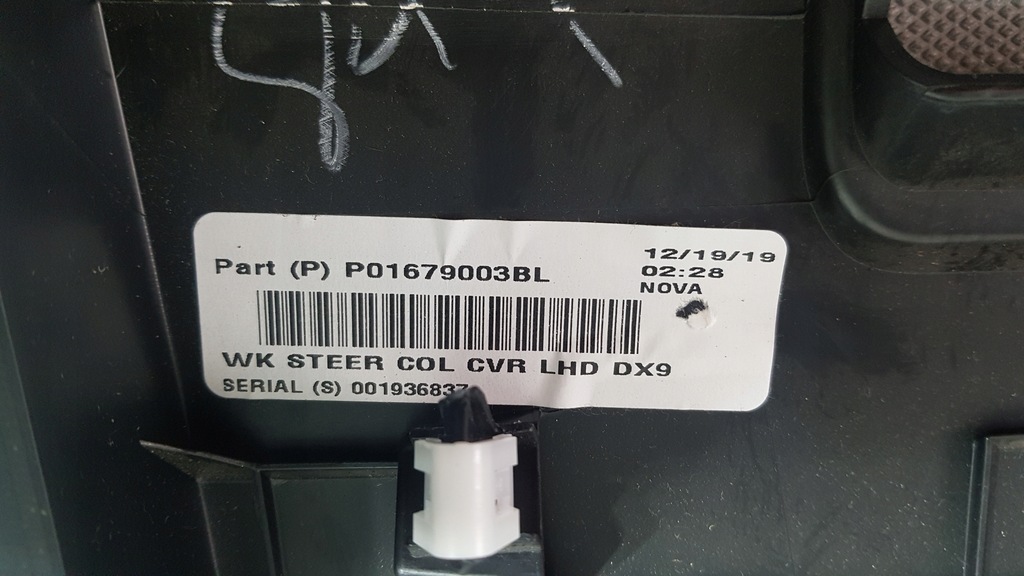 Part (P) P01679003BL
12/19/19
02:28
NOVA
WK STEER COL CVR LHD DX9
SERIAL (S) 001936837